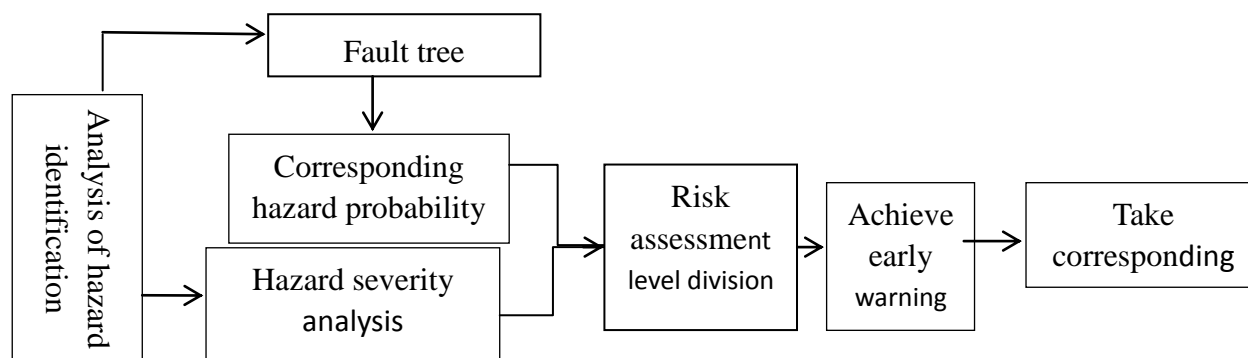 Analysis of hazard
identification
Fault tree
Corresponding
hazard probability
Hazard severity
analysis
Risk
assessment
level division
Achieve
early
warning
Take
corresponding